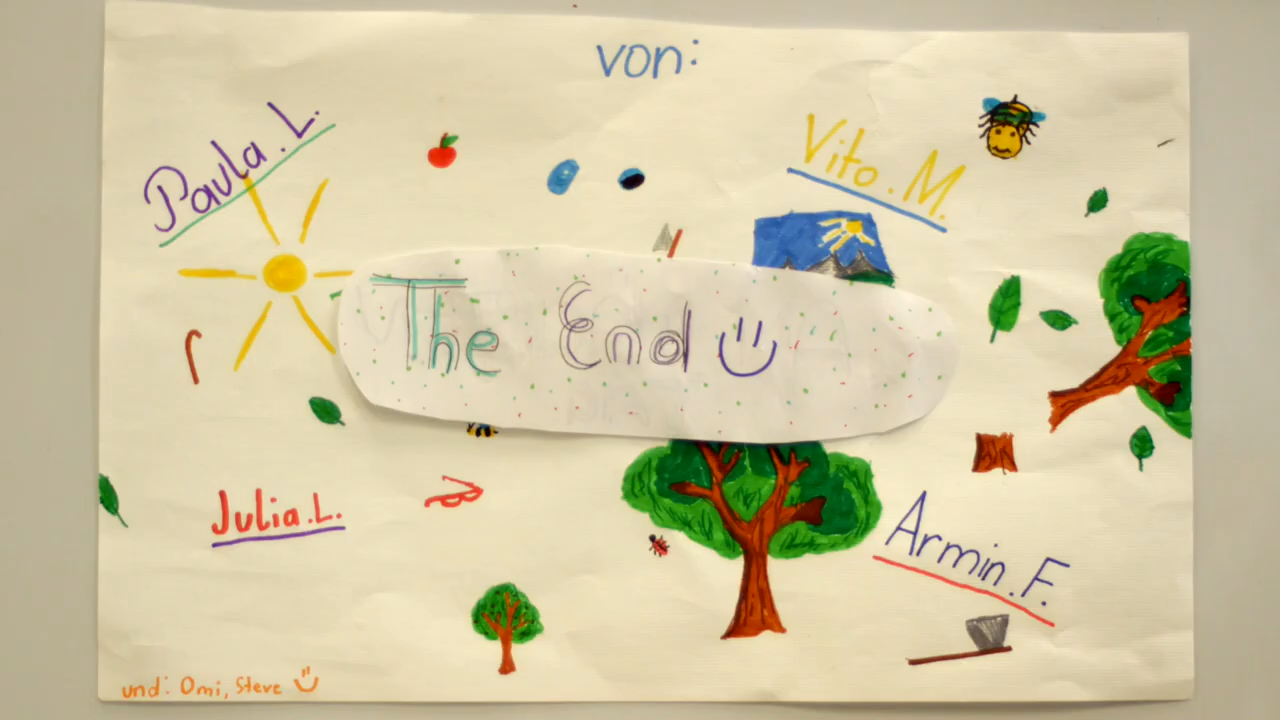 von:
Paula L.
Vito. M.
The End
Julia.L.
Armin.F.
und: Omi, Steve